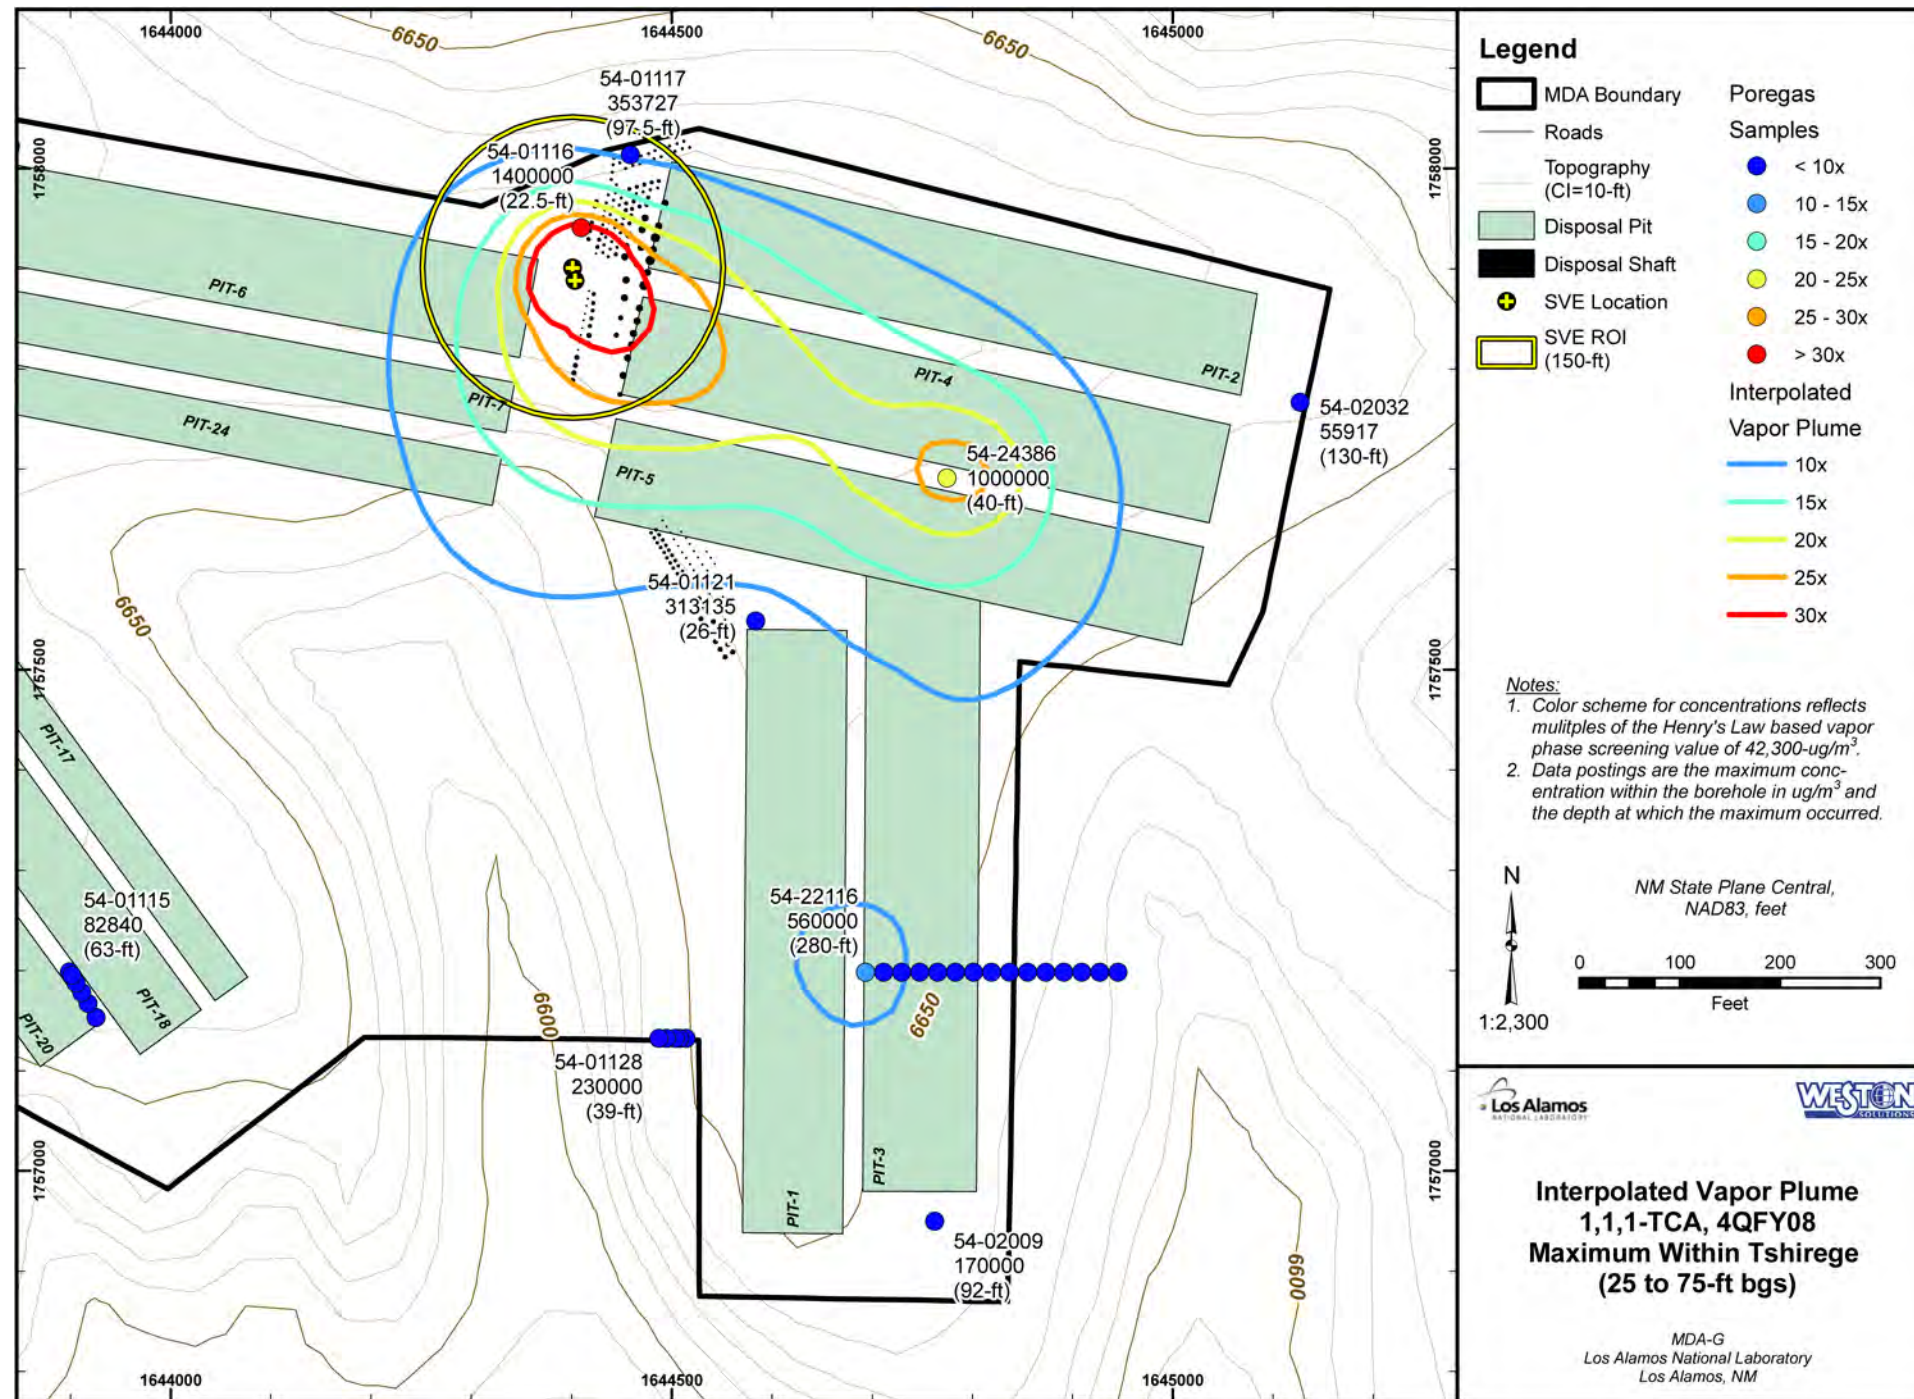 1644000
1644500
1645000
6650
6650
54-01117
353727
(97.5-ft)
54-01116
1400000
(22.5-ft)
1758000
1758000
PIT-6
PIT-7
PIT-24
PIT-4
PIT-2
PIT-5
54-02032
55917
(130-ft)
54-24386
1000000
(40-ft)
54-01121
313135
(26-ft)
6650
1757500
1757500
PIT-17
54-01115
82840
(63-ft)
PIT-18
PIT-20
54-22116
560000
(280-ft)
6650
6600
54-01128
230000
(39-ft)
PIT-3
PIT-1
1757000
1757000
54-02009
170000
(92-ft)
6600
1644000
1644500
1645000
Legend
MDA Boundary
Roads
Topography
(CI=10-ft)
Disposal Pit
Disposal Shaft
SVE Location
SVE ROI
(150-ft)
Poregas
Samples
< 10x
10 - 15x
15 - 20x
20 - 25x
25 - 30x
> 30x
Interpolated
Vapor Plume
10x
15x
20x
25x
30x
Notes:
1. Color scheme for concentrations reflects
mulitples of the Henry's Law based vapor
phase screening value of 42,300-ug/m³.
2. Data postings are the maximum conc-
entration within the borehole in ug/m³ and
the depth at which the maximum occurred.
N
1:2,300
NM State Plane Central,
NAD83, feet
0 100 200 300
Feet
Los Alamos
NATIONAL LABORATORY
WESTON
SOLUTIONS
Interpolated Vapor Plume
1,1,1-TCA, 4QFY08
Maximum Within Tshirege
(25 to 75-ft bgs)
MDA-G
Los Alamos National Laboratory
Los Alamos, NM